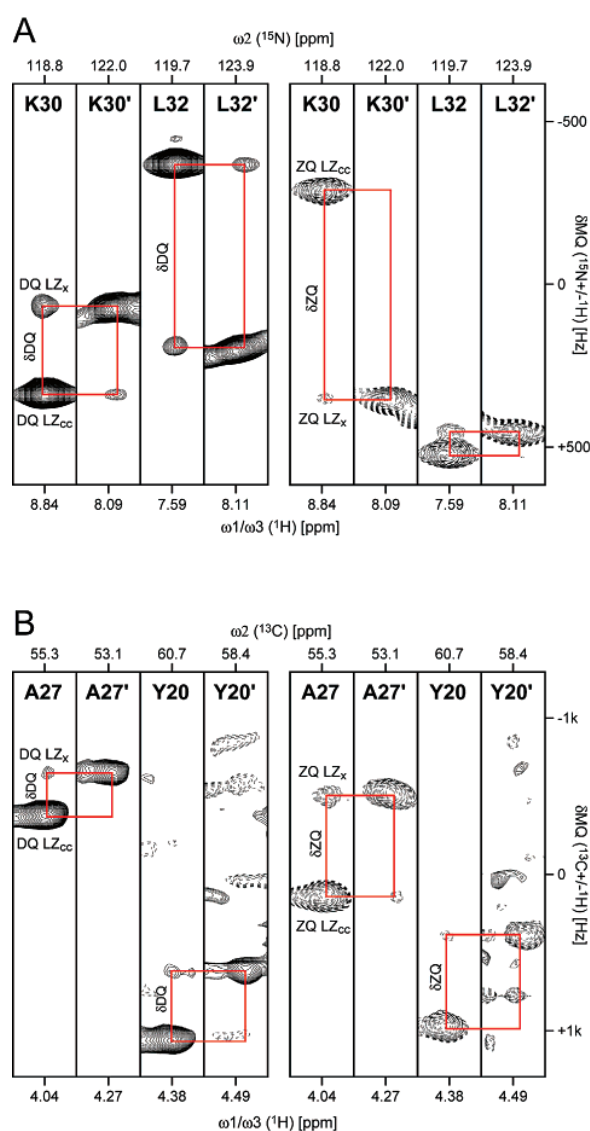 A
ω2 (¹⁵N) [ppm]
118.8 122.0 119.7 123.9 118.8 122.0 119.7 123.9
K30 K30' L32 L32' K30 K30' L32 L32'
-500
ZQ LZcc
δDQ
DQ LZx
δDQ
DQ LZcc
δZQ
ZQ LZx
0
δMQ (¹⁵N+/-¹H) [Hz]
+500
8.84 8.09 7.59 8.11 8.84 8.09 7.59 8.11
ω1/ω3 (¹H) [ppm]
B
ω2 (¹³C) [ppm]
55.3 53.1 60.7 58.4 55.3 53.1 60.7 58.4
A27 A27' Y20 Y20' A27 A27' Y20 Y20'
-1k
DQ LZx
δDQ
DQ LZcc
ZQ LZx
δZQ
ZQ LZcc
0
δMQ (¹³C+/-¹H) [Hz]
δDQ
δZQ
+1k
4.04 4.27 4.38 4.49 4.04 4.27 4.38 4.49
ω1/ω3 (¹H) [ppm]